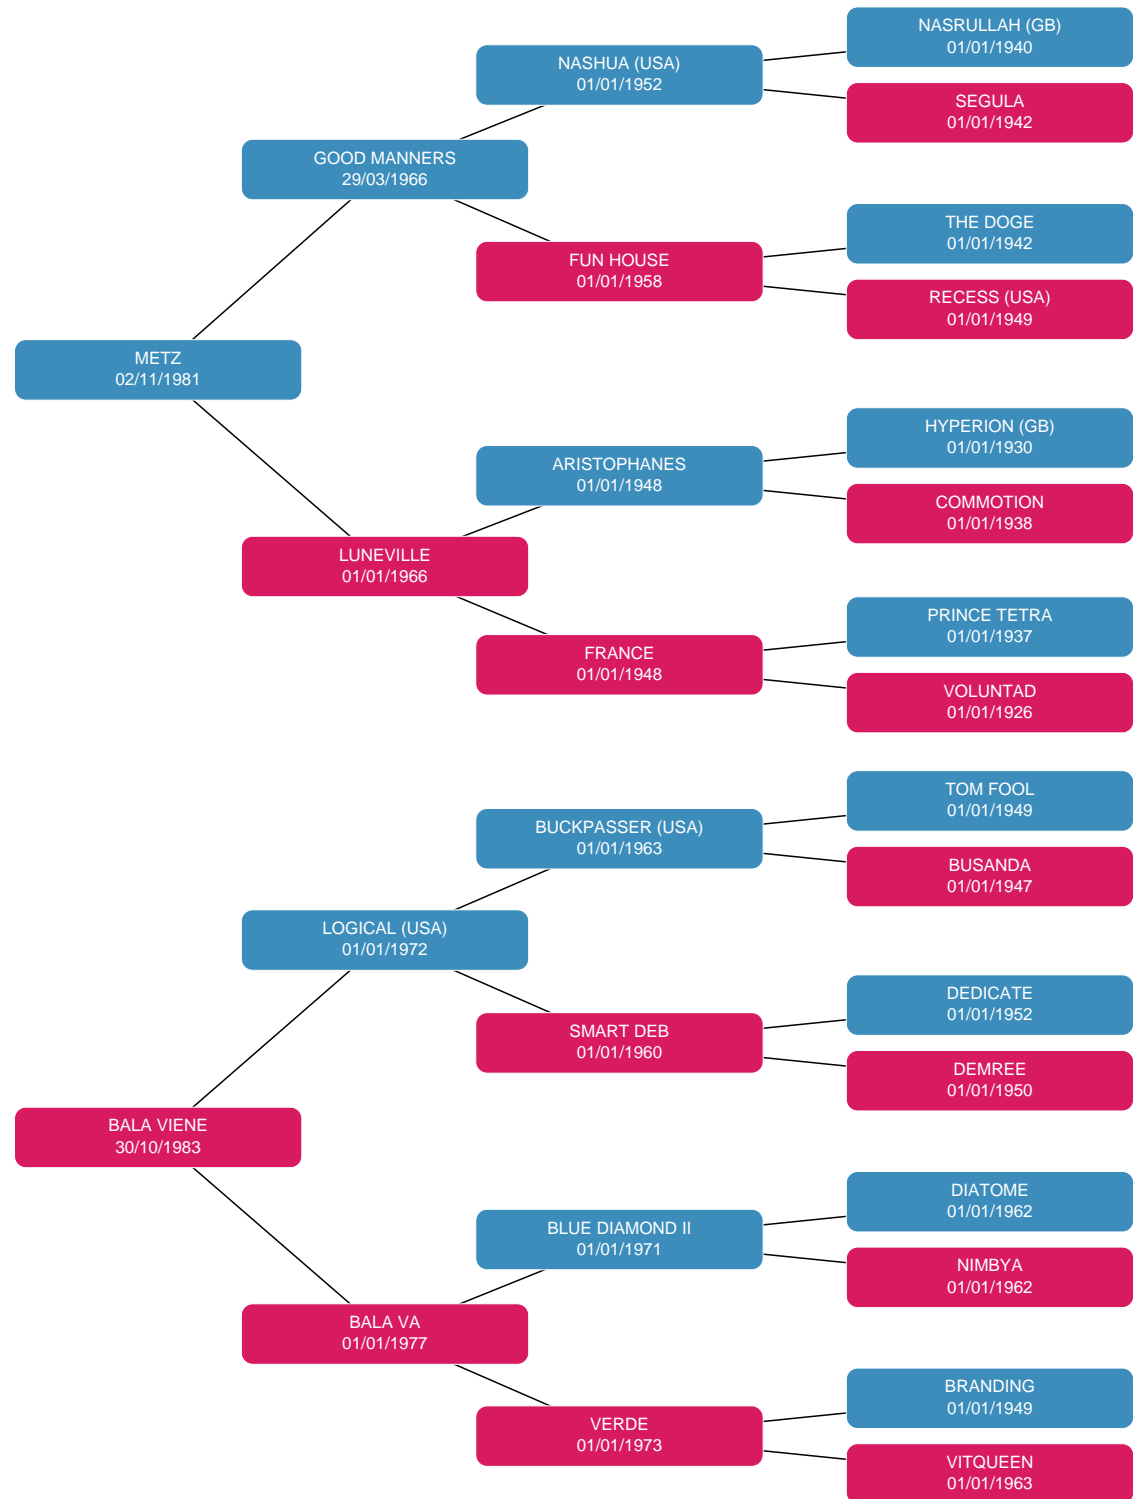 NASRULLAH (GB)
01/01/1940
NASHUA (USA)
01/01/1952
SEGULA
01/01/1942
GOOD MANNERS
29/03/1966
THE DOGE
01/01/1942
FUN HOUSE
01/01/1958
RECESS (USA)
01/01/1949
METZ
02/11/1981
HYPERION (GB)
01/01/1930
ARISTOPHANES
01/01/1948
COMMOTION
01/01/1938
LUNEVILLE
01/01/1966
PRINCE TETRA
01/01/1937
FRANCE
01/01/1948
VOLUNTAD
01/01/1926
TOM FOOL
01/01/1949
BUCKPASSER (USA)
01/01/1963
BUSANDA
01/01/1947
LOGICAL (USA)
01/01/1972
DEDICATE
01/01/1952
SMART DEB
01/01/1960
DEMREE
01/01/1950
BALA VIENE
30/10/1983
DIATOME
01/01/1962
BLUE DIAMOND II
01/01/1971
NIMBYA
01/01/1962
BALA VA
01/01/1977
BRANDING
01/01/1949
VERDE
01/01/1973
VITQUEEN
01/01/1963